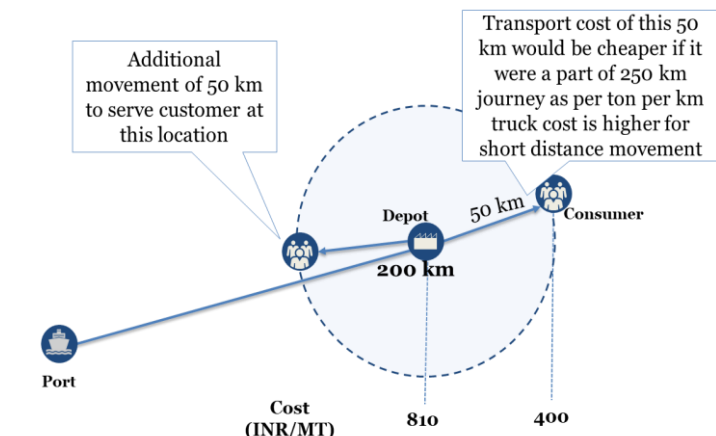 Additional
movement of 50 km
to serve customer at
this location
Transport cost of this 50
km would be cheaper if it
were a part of 250 km
journey as per ton per km
truck cost is higher for
short distance movement
Depot
50 km
Consumer
200 km
Port
Cost
(INR/MT)
810
400